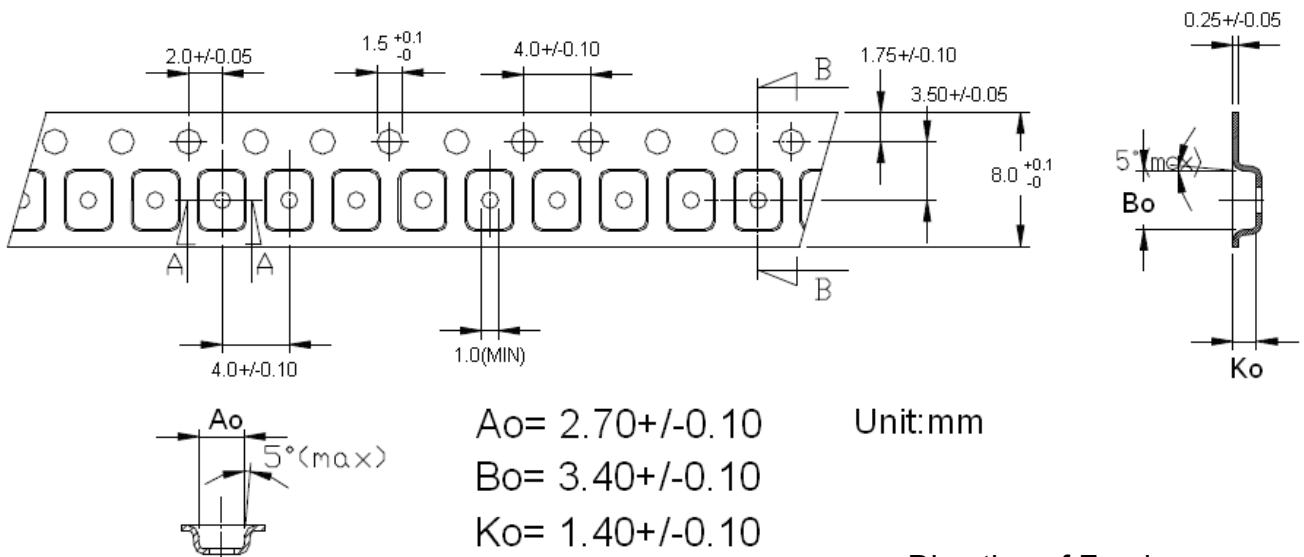 0.25+/-0.05
2.0+/-0.05
1.5 +0.1 -0
4.0+/-0.10
B
1.75+/-0.10
3.50+/-0.05
8.0 +0.1 -0
5°(max)
Bo
A
A
B
4.0+/-0.10
1.0(MIN)
Ko
Ao
5°(max)
Ao= 2.70+/-0.10
Unit:mm
Bo= 3.40+/-0.10
Ko= 1.40+/-0.10